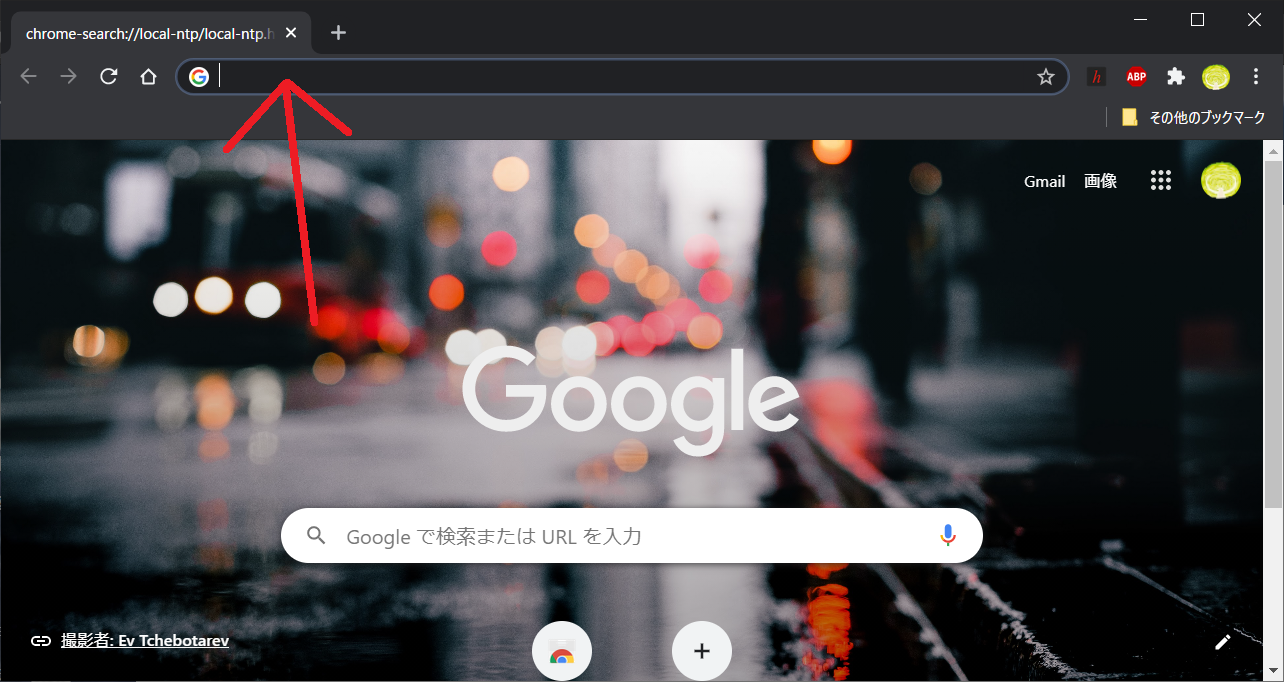 chrome-search://local-ntp/local-ntp.h
h
ABP
その他のブックマーク
Gmail 画像
Google
Google で検索または URL を入力
撮影者: Ev Tchebotarev